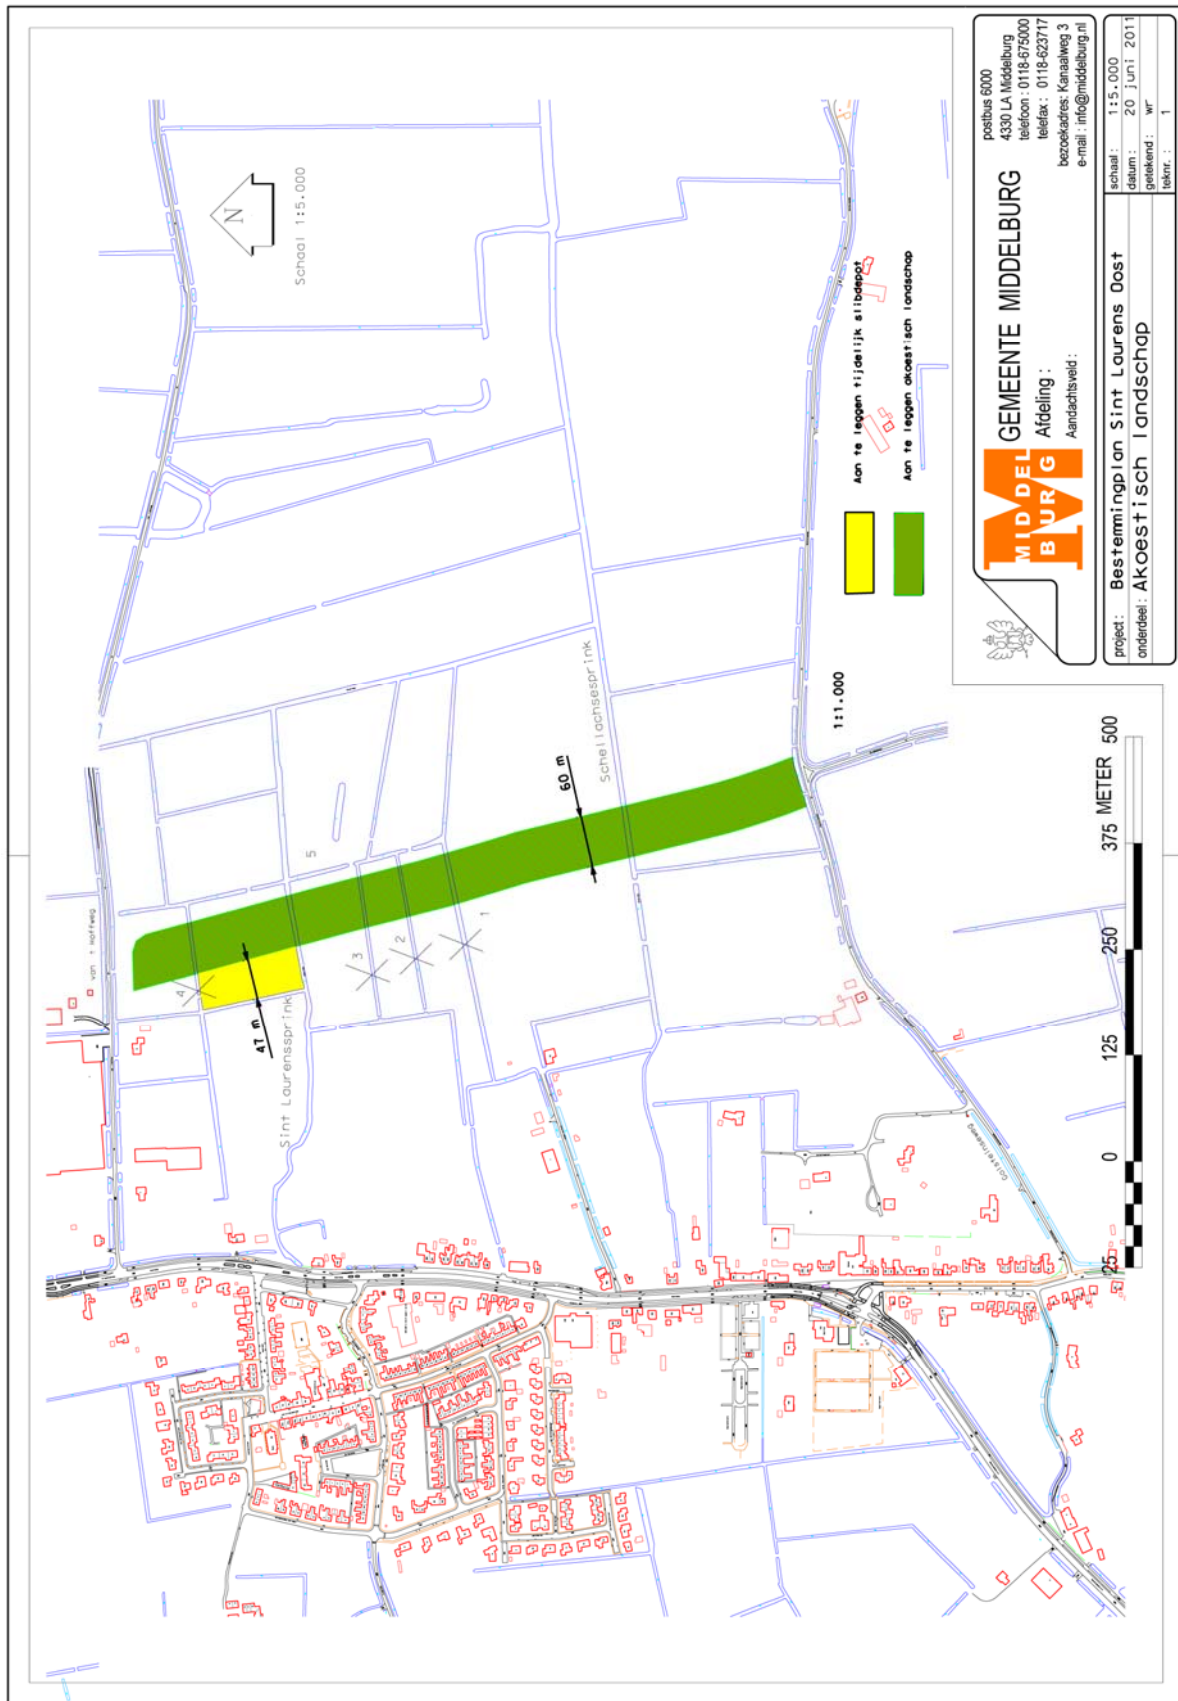 postbus 6000
4330 LA Middelburg
telefoon : 0118-675000
telefax : 0118-623717
bezoekadres: Kanaalweg 3
e-mail : info@middelburg.nl
GEMEENTE MIDDELBURG
Afdeling :
Aandachtsveld :
MIDDEL
BURG
project : Bestemmingplan Sint Laurens Oost
onderdeel : Akoestisch landschap
schaal : 1:5.000
datum : 20 juni 2011
getekend : wr
teknr. : 1
N
Schaal 1:5.000
Aan te leggen tijdelijk slibdepot
Aan te leggen akoestisch landschap
1:1.000
Schellachsesprink
60 m
47 m
Sint Laurenssprink
van 't Hoffweg
Golsteinseweg
1
2
3
4
5
25 0 125 250 375 METER 500